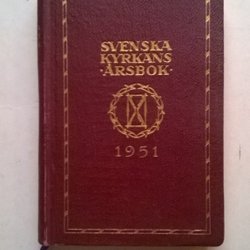 SVENSKA
KYRKANS
·ÅRSBOK·
1951